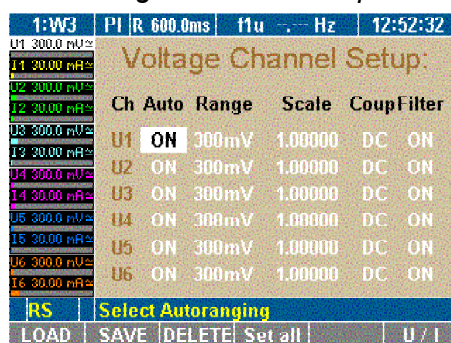 1:W3 PI R 600.0ms f1u --.-- Hz 12:52:32
U1 300.0 mV≃
I1 30.00 mA≃
U2 300.0 mV≃
I2 30.00 mA≃
U3 300.0 mV≃
I3 30.00 mA≃
U4 300.0 mV≃
I4 30.00 mA≃
U5 300.0 mV≃
I5 30.00 mA≃
U6 300.0 mV≃
I6 30.00 mA≃
Voltage Channel Setup:
Ch Auto Range Scale Coup Filter
U1 ON 300mV 1.00000 DC ON
U2 ON 300mV 1.00000 DC ON
U3 ON 300mV 1.00000 DC ON
U4 ON 300mV 1.00000 DC ON
U5 ON 300mV 1.00000 DC ON
U6 ON 300mV 1.00000 DC ON
RS Select Autoranging
LOAD SAVE DELETE Set all U / I